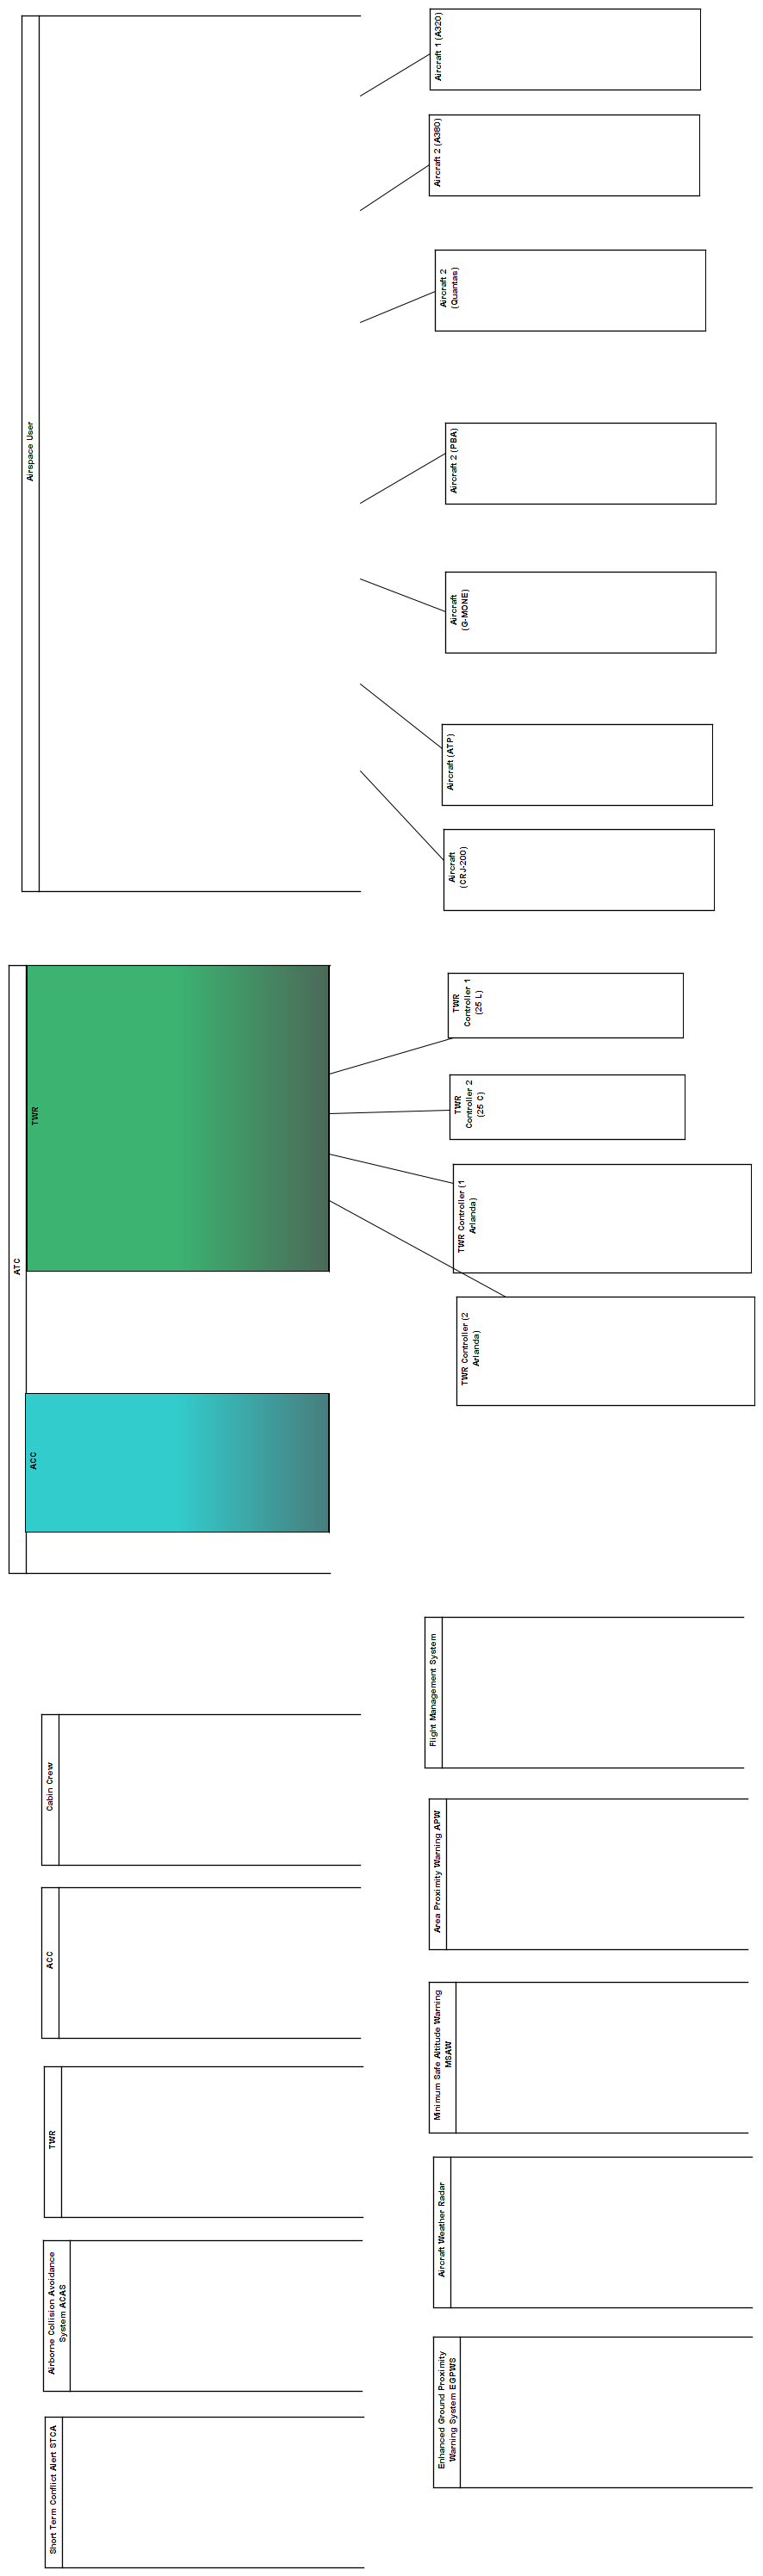 Airspace User
Aircraft 1 (A320)
Aircraft 2 (A380)
Aircraft 2
(Quantas)
Aircraft 2 (PBA)
Aircraft
(G-MONE)
Aircraft (ATP)
Aircraft
(CRJ-200)
ATC
TWR
TWR
Controller 1
(25 L)
TWR
Controller 2
(25 C)
TWR Controller (1
Arlanda)
TWR Controller (2
Arlanda)
ACC
Flight Management System
Cabin Crew
Area Proximity Warning APW
ACC
Minimum Safe Altitude Warning
MSAW
TWR
Aircraft Weather Radar
Airborne Collision Avoidance
System ACAS
Enhanced Ground Proximity
Warning System EGPWS
Short Term Conflict Alert STCA